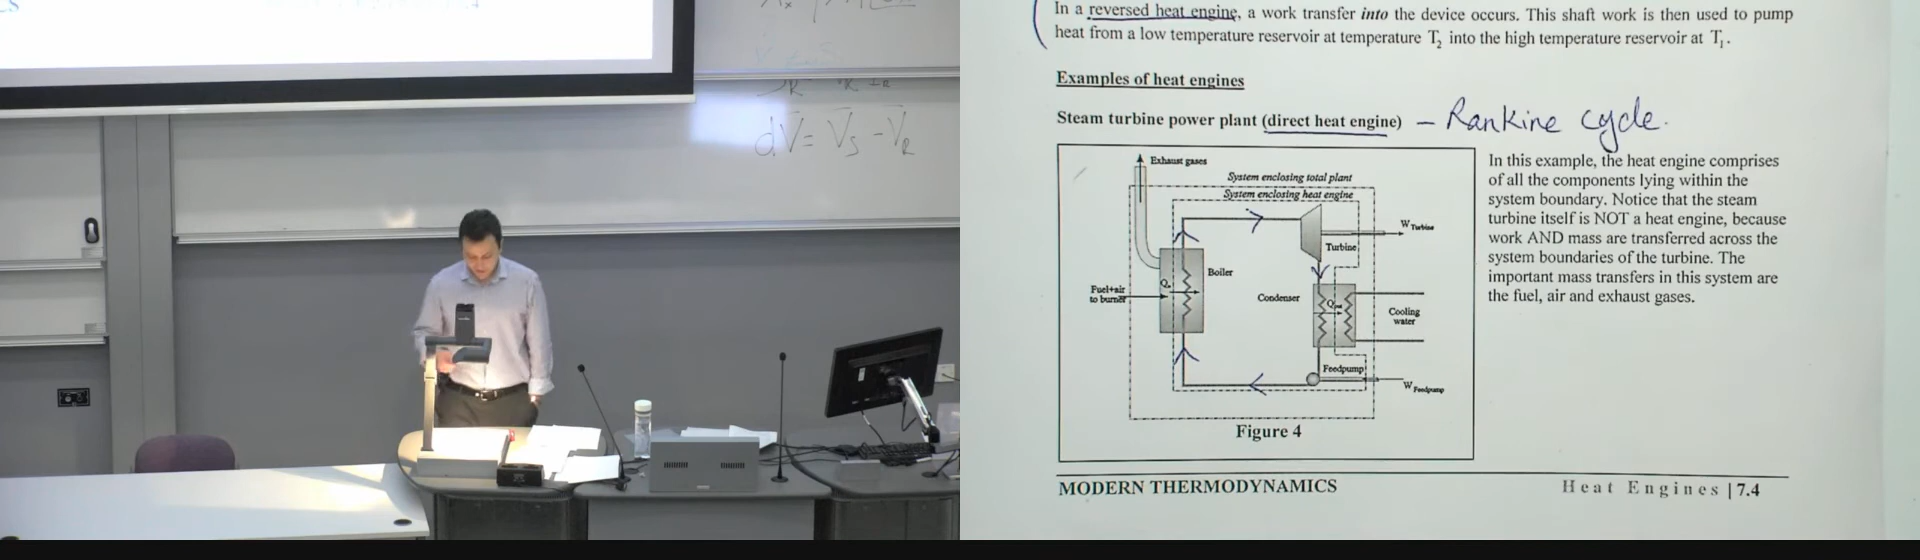 dV = V_S - V_R
In a reversed heat engine, a work transfer into the device occurs. This shaft work is then used to pump
heat from a low temperature reservoir at temperature T₂ into the high temperature reservoir at T₁.
Examples of heat engines
Steam turbine power plant (direct heat engine) – Rankine cycle.
Exhaust gases
System enclosing total plant
System enclosing heat engine
W Turbine
Turbine
Boiler
Fuel+air
to burner
Condenser
Cooling
water
Feedpump
W Feedpump
Figure 4
In this example, the heat engine comprises
of all the components lying within the
system boundary. Notice that the steam
turbine itself is NOT a heat engine, because
work AND mass are transferred across the
system boundaries of the turbine. The
important mass transfers in this system are
the fuel, air and exhaust gases.
MODERN THERMODYNAMICS
Heat Engines | 7.4